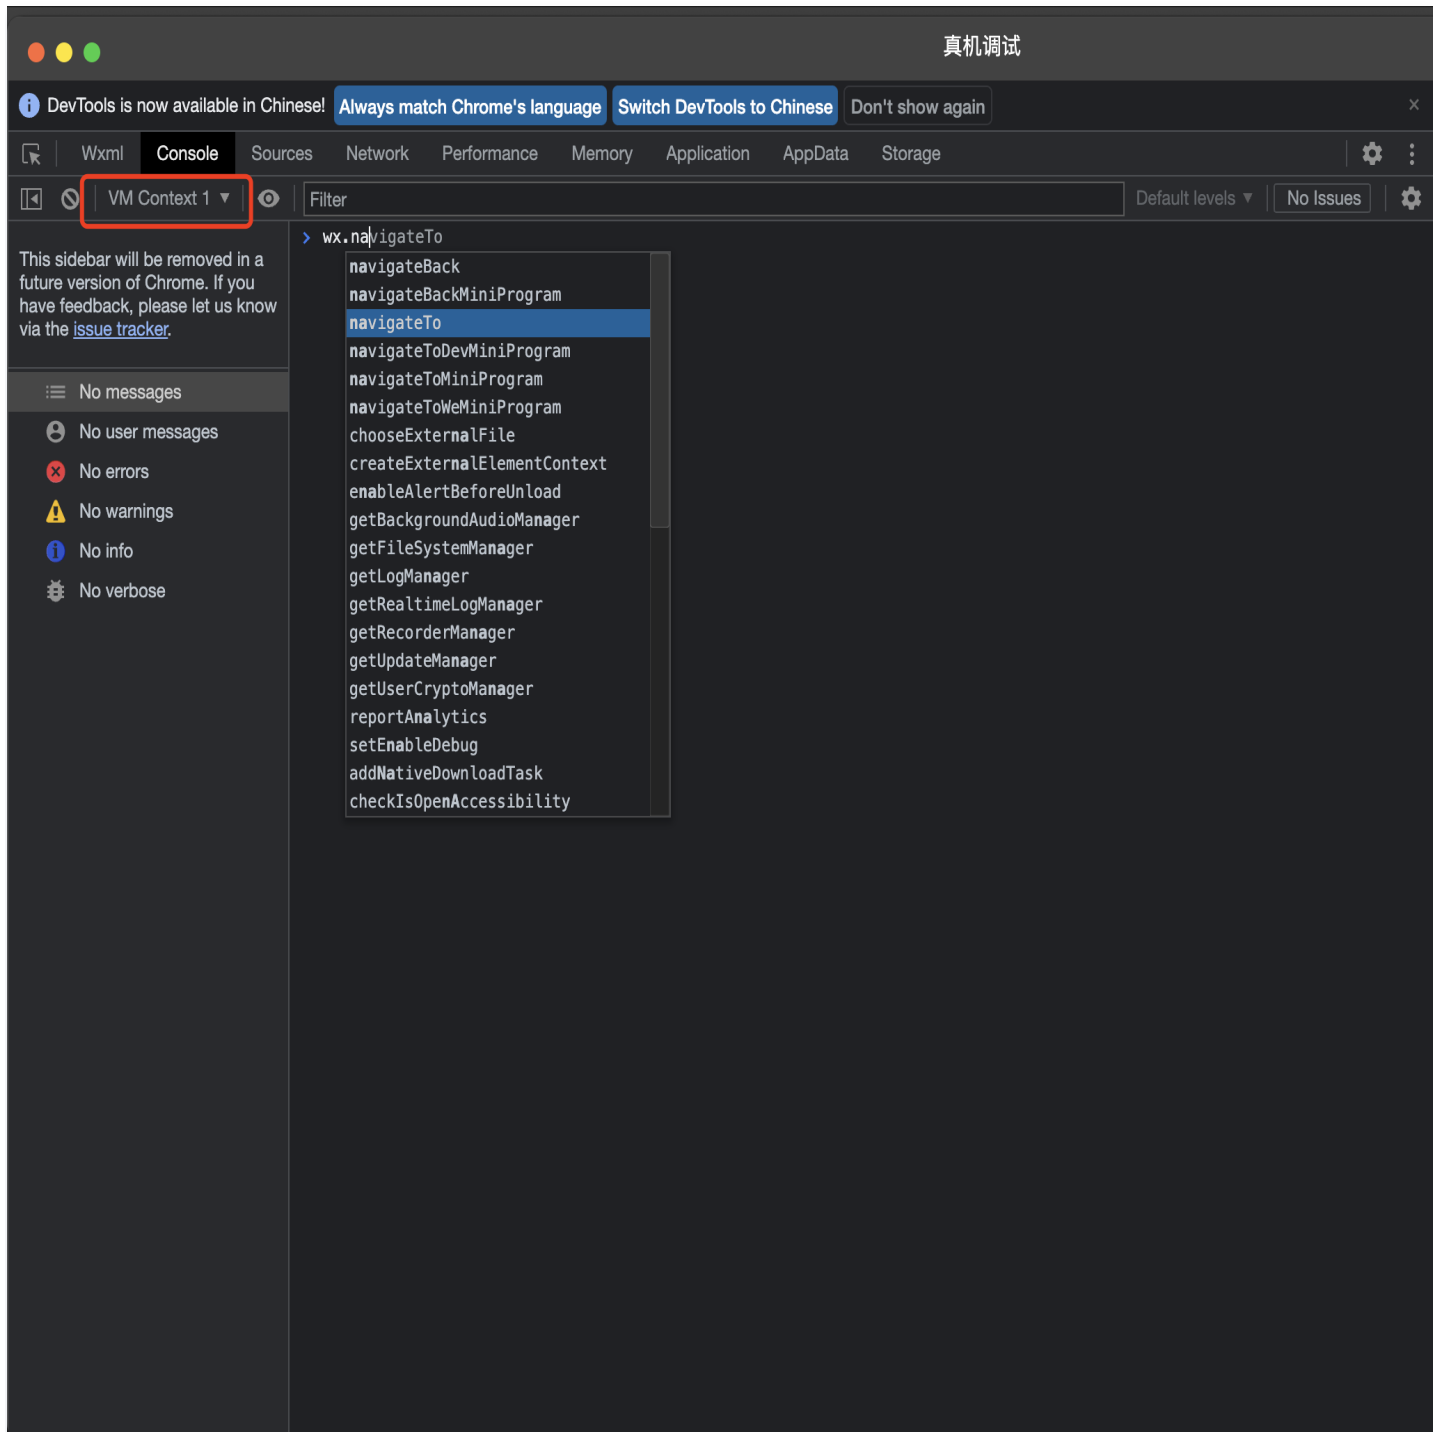 真机调试
DevTools is now available in Chinese! Always match Chrome's language Switch DevTools to Chinese Don't show again
Wxml Console Sources Network Performance Memory Application AppData Storage
VM Context 1 Filter Default levels No Issues
This sidebar will be removed in a
future version of Chrome. If you
have feedback, please let us know
via the issue tracker.
No messages
No user messages
No errors
No warnings
No info
No verbose
wx.navigateTo
navigateBack
navigateBackMiniProgram
navigateTo
navigateToDevMiniProgram
navigateToMiniProgram
navigateToWeMiniProgram
chooseExternalFile
createExternalElementContext
enableAlertBeforeUnload
getBackgroundAudioManager
getFileSystemManager
getLogManager
getRealtimeLogManager
getRecorderManager
getUpdateManager
getUserCryptoManager
reportAnalytics
setEnableDebug
addNativeDownloadTask
checkIsOpenAccessibility